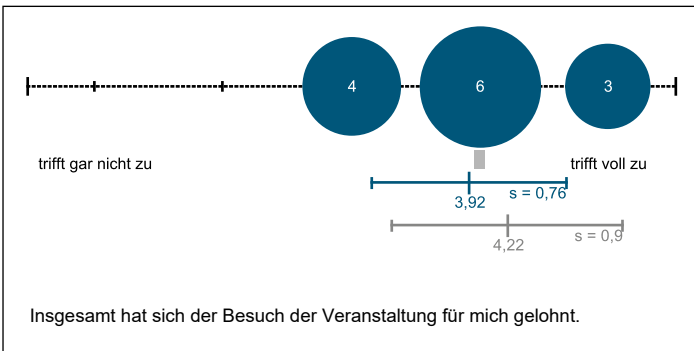 4 6 3
trifft gar nicht zu trifft voll zu
s = 0,76
3,92
s = 0,9
4,22
Insgesamt hat sich der Besuch der Veranstaltung für mich gelohnt.